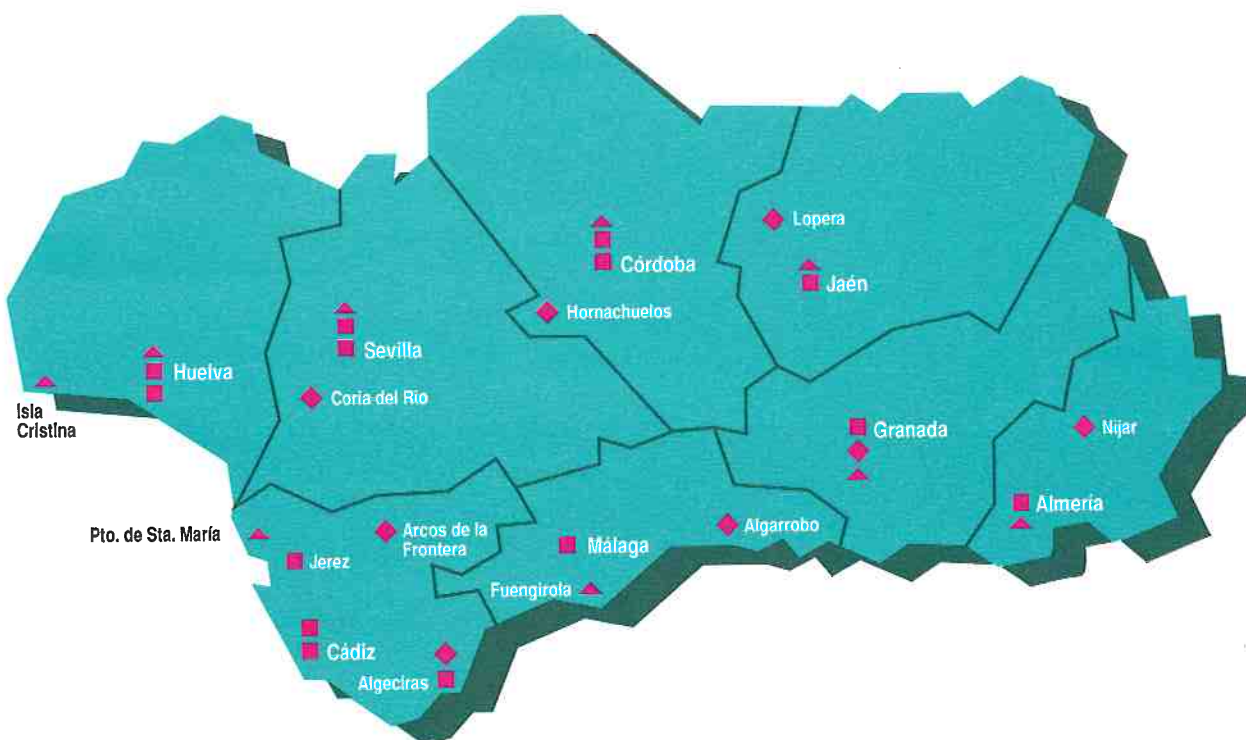 Lopera
Córdoba
Jaén
Hornachuelos
Sevilla
Huelva
Isla
Cristina
Coria del Rio
Granada
Nijar
Almería
Pto. de Sta. María
Arcos de la
Frontera
Algarrobo
Málaga
Jerez
Fuengirola
Cádiz
Algeciras